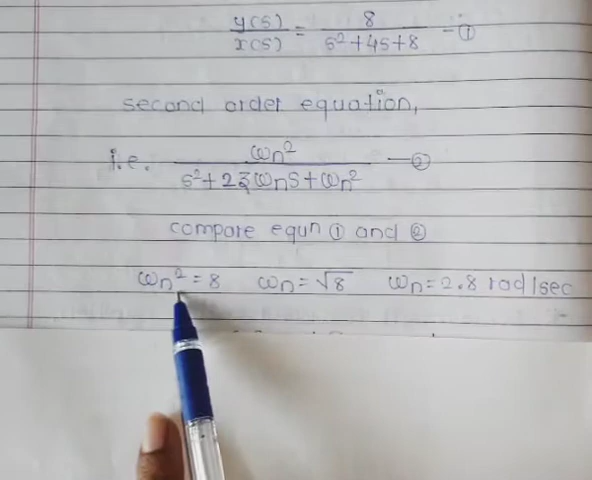 y(s)/x(s) = 8/(s²+4s+8) —①
second order equation,
i.e. ωn²/(s²+2ξωns+ωn²) —②
compare equn ① and ②
ωn² = 8 ωn = √8 ωn = 2.8 rad/sec